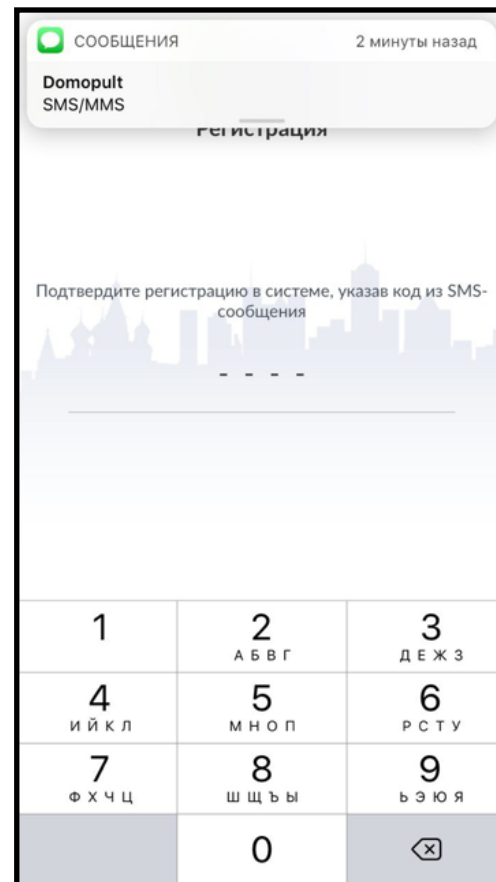 СООБЩЕНИЯ 2 минуты назад
Domopult
SMS/MMS
Регистрация
Подтвердите регистрацию в системе, указав код из SMS-
сообщения
- - - -
1 2 3
А Б В Г Д Е Ж З
4 5 6
И Й К Л М Н О П Р С Т У
7 8 9
Ф Х Ч Ц Ш Щ Ъ Ы Ь Э Ю Я
0